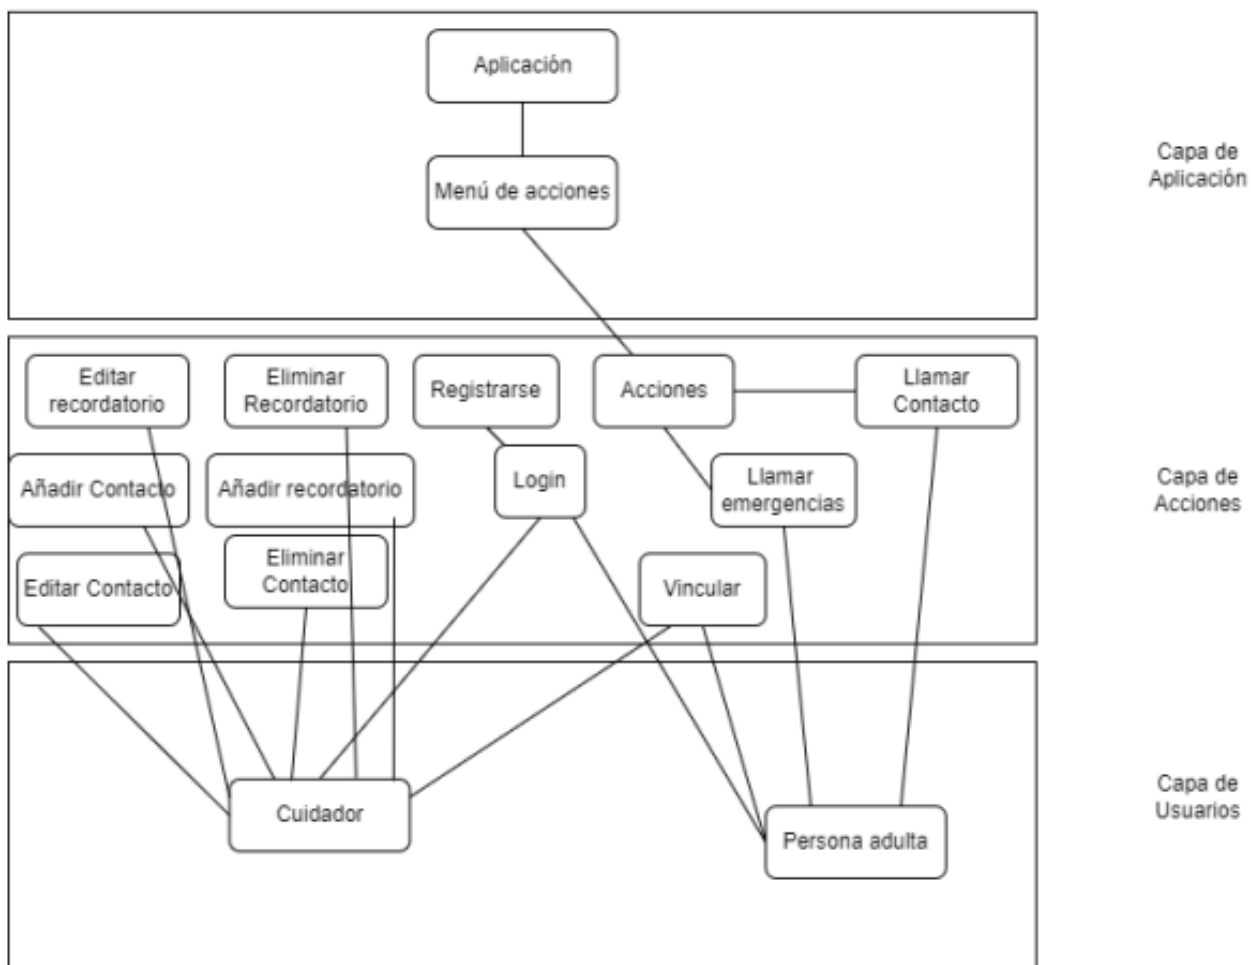 Aplicación
Menú de acciones
Capa de
Aplicación
Editar
recordatorio
Eliminar
Recordatorio
Registrarse
Acciones
Llamar
Contacto
Añadir Contacto
Añadir recordatorio
Login
Llamar
emergencias
Capa de
Acciones
Editar Contacto
Eliminar
Contacto
Vincular
Cuidador
Persona adulta
Capa de
Usuarios